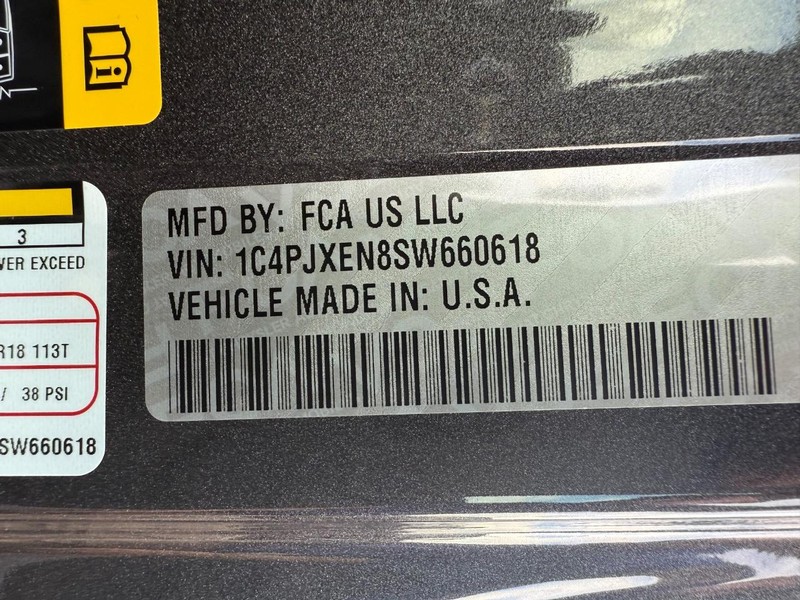 3
VER EXCEED
R18 113T
/ 38 PSI
SW660618
MFD BY: FCA US LLC
VIN: 1C4PJXEN8SW660618
VEHICLE MADE IN: U.S.A.